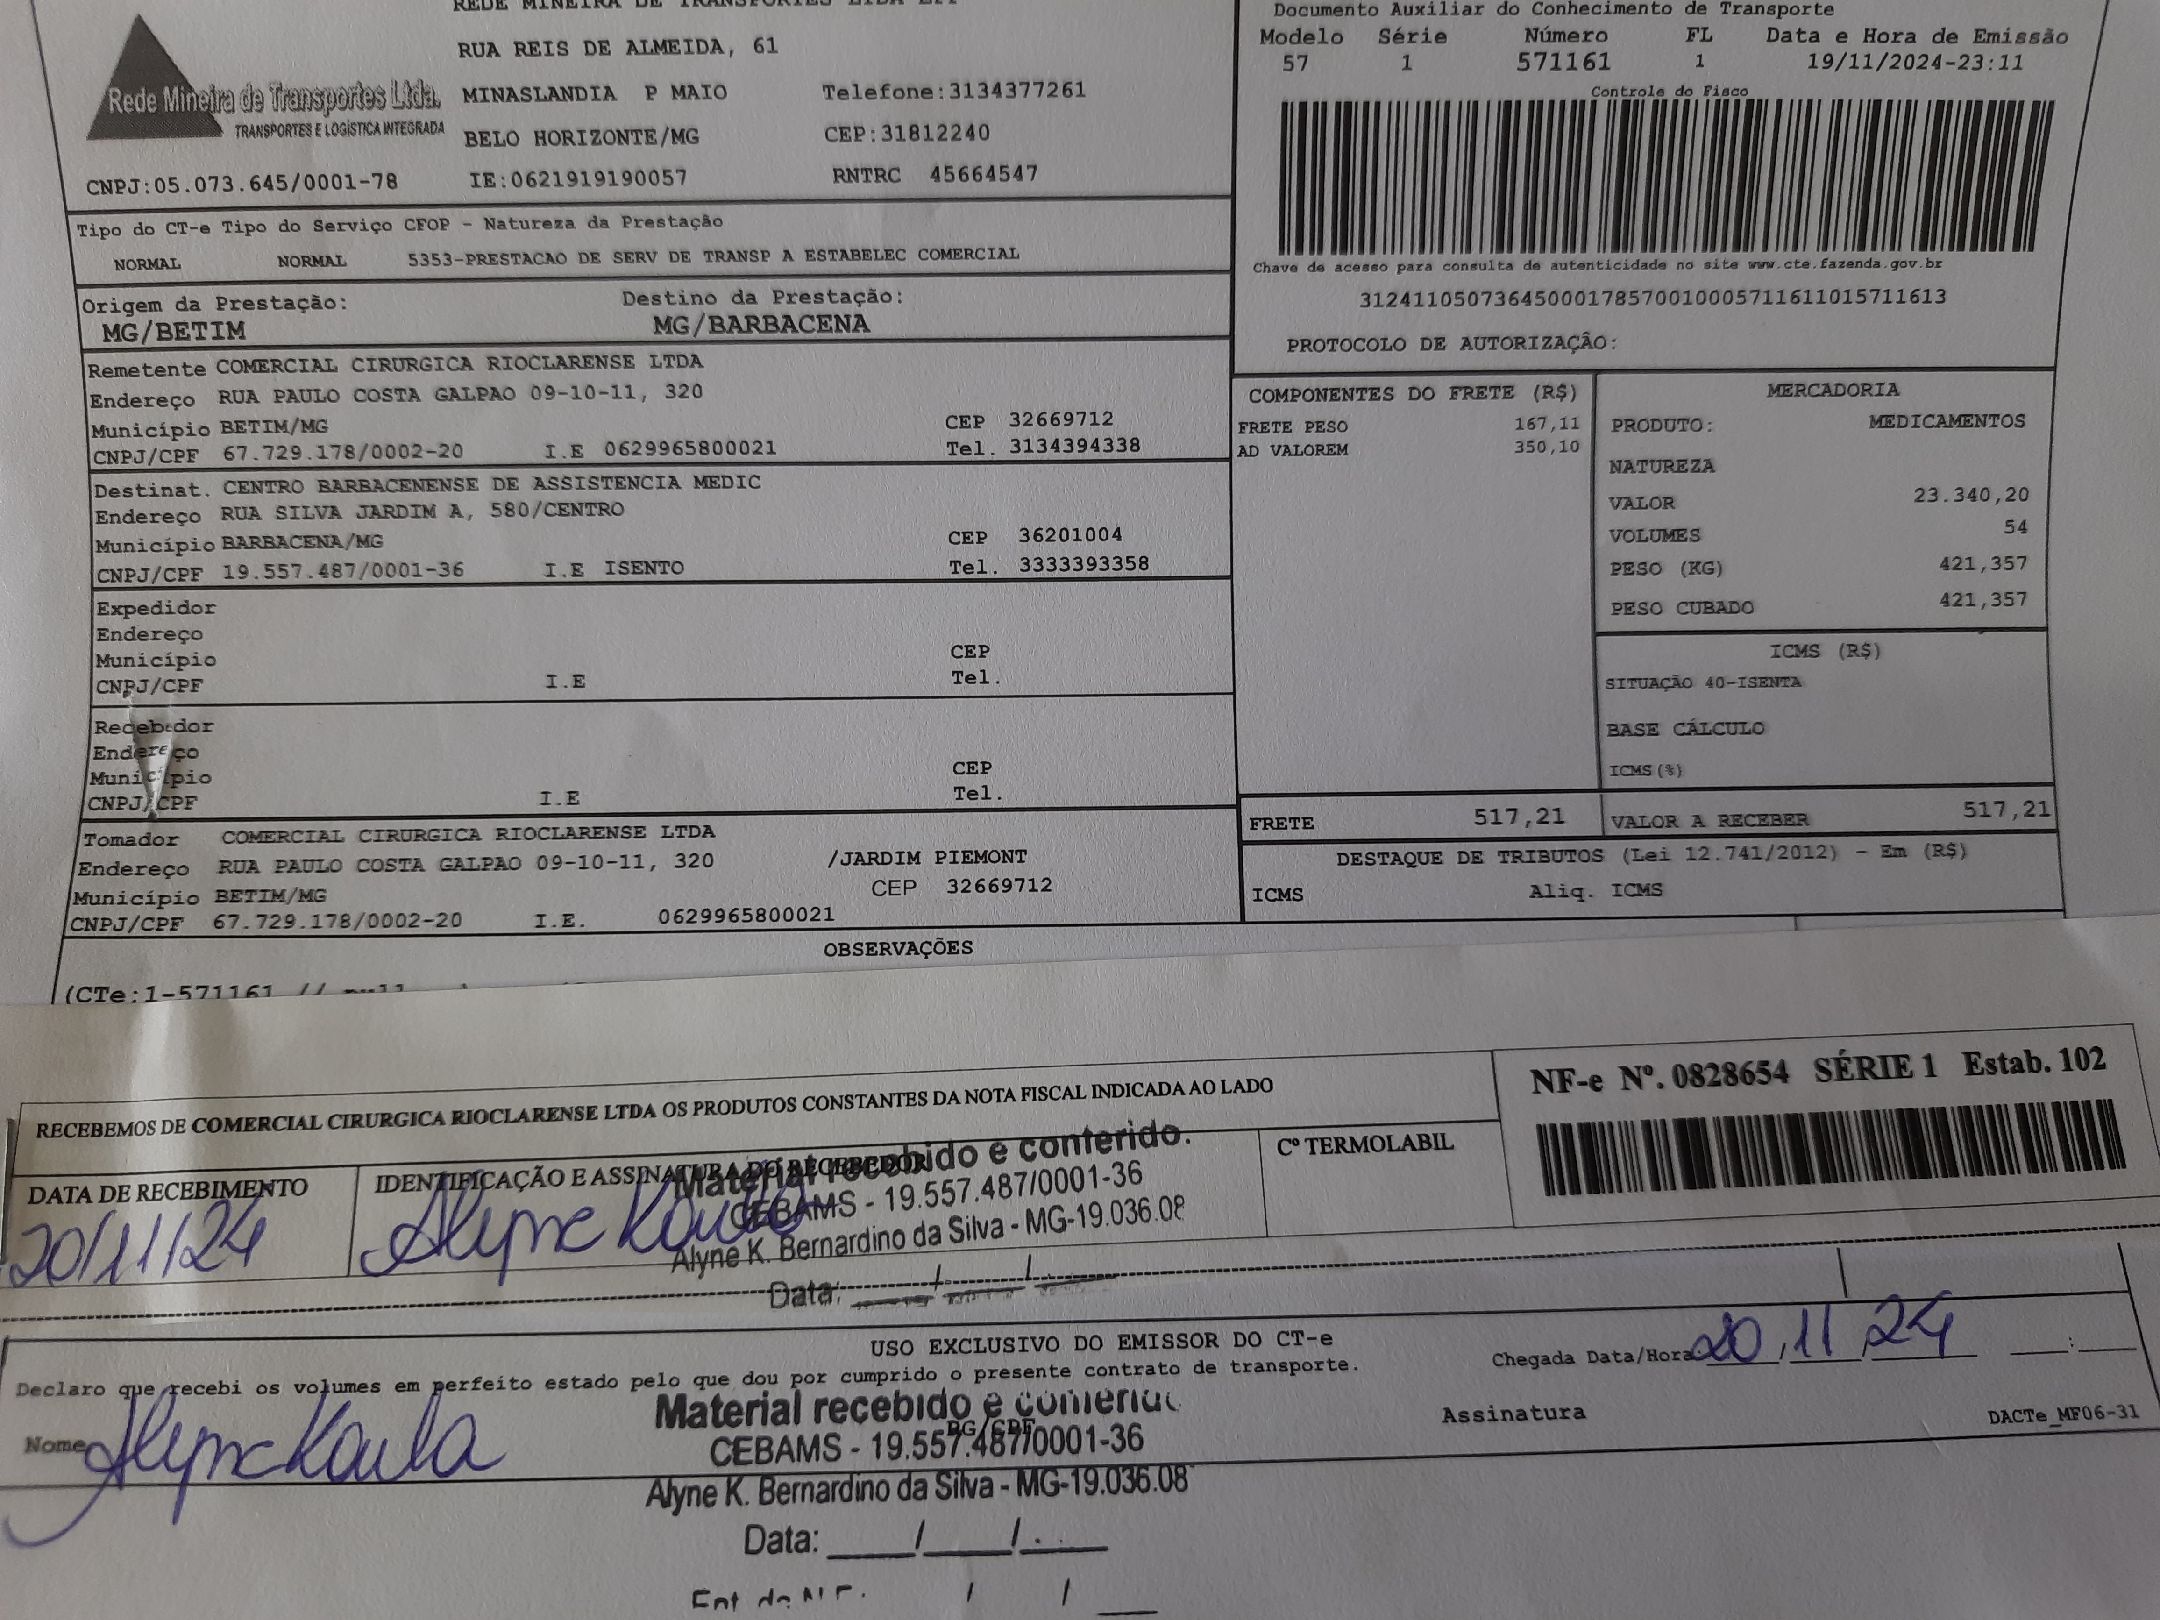 REDE MINEIRA DE TRANSPORTES LTDA EPP
RUA REIS DE ALMEIDA, 61
Rede Mineira de Transportes Ltda.
TRANSPORTES E LOGÍSTICA INTEGRADA
MINASLANDIA P MAIO Telefone:3134377261
BELO HORIZONTE/MG CEP:31812240
CNPJ:05.073.645/0001-78 IE:0621919190057 RNTRC 45664547
Documento Auxiliar do Conhecimento de Transporte
Modelo Série Número FL Data e Hora de Emissão
57 1 571161 1 19/11/2024-23:11
Controle do Fisco
Chave de acesso para consulta de autenticidade no site www.cte.fazenda.gov.br
31241105073645000178570010005711611015711613
PROTOCOLO DE AUTORIZAÇÃO:
Tipo do CT-e Tipo do Serviço CFOP - Natureza da Prestação
NORMAL NORMAL 5353-PRESTACAO DE SERV DE TRANSP A ESTABELEC COMERCIAL
Origem da Prestação: Destino da Prestação:
MG/BETIM MG/BARBACENA
Remetente COMERCIAL CIRURGICA RIOCLARENSE LTDA
Endereço RUA PAULO COSTA GALPAO 09-10-11, 320
Município BETIM/MG CEP 32669712
CNPJ/CPF 67.729.178/0002-20 I.E 0629965800021 Tel. 3134394338
Destinat. CENTRO BARBACENENSE DE ASSISTENCIA MEDIC
Endereço RUA SILVA JARDIM A, 580/CENTRO
Município BARBACENA/MG CEP 36201004
CNPJ/CPF 19.557.487/0001-36 I.E ISENTO Tel. 3333393358
Expedidor
Endereço
Município CEP
CNPJ/CPF I.E Tel.
Recebedor
Endereço
Município CEP
CNPJ/CPF I.E Tel.
Tomador COMERCIAL CIRURGICA RIOCLARENSE LTDA
Endereço RUA PAULO COSTA GALPAO 09-10-11, 320 /JARDIM PIEMONT
Município BETIM/MG CEP 32669712
CNPJ/CPF 67.729.178/0002-20 I.E. 0629965800021
COMPONENTES DO FRETE (R$)
FRETE PESO 167,11
AD VALOREM 350,10
MERCADORIA
PRODUTO: MEDICAMENTOS
NATUREZA
VALOR 23.340,20
VOLUMES 54
PESO (KG) 421,357
PESO CUBADO 421,357
ICMS (R$)
SITUAÇÃO 40-ISENTA
BASE CÁLCULO
ICMS(%)
FRETE 517,21 VALOR A RECEBER 517,21
DESTAQUE DE TRIBUTOS (Lei 12.741/2012) - Em (R$)
ICMS Aliq. ICMS
OBSERVAÇÕES
(CTe:1-571161 // null
RECEBEMOS DE COMERCIAL CIRURGICA RIOCLARENSE LTDA OS PRODUTOS CONSTANTES DA NOTA FISCAL INDICADA AO LADO
NF-e Nº. 0828654 SÉRIE 1 Estab. 102
DATA DE RECEBIMENTO IDENTIFICAÇÃO E ASSINATURA DO RECEBEDOR Cº TERMOLABIL
20/11/24 Alyne Karla
Material recebido e conferido.
CEBAMS - 19.557.487/0001-36
Alyne K. Bernardino da Silva - MG-19.036.08
Data: / /
USO EXCLUSIVO DO EMISSOR DO CT-e
Declaro que recebi os volumes em perfeito estado pelo que dou por cumprido o presente contrato de transporte.
Chegada Data/Hora 20,11,24 :
Nome Alyne Karla RG/CPF Assinatura DACTe_MF06-31
Material recebido e
CEBAMS - 19.557.487/0001-36
Alyne K. Bernardino da Silva - MG-19.036.08
Data: / /